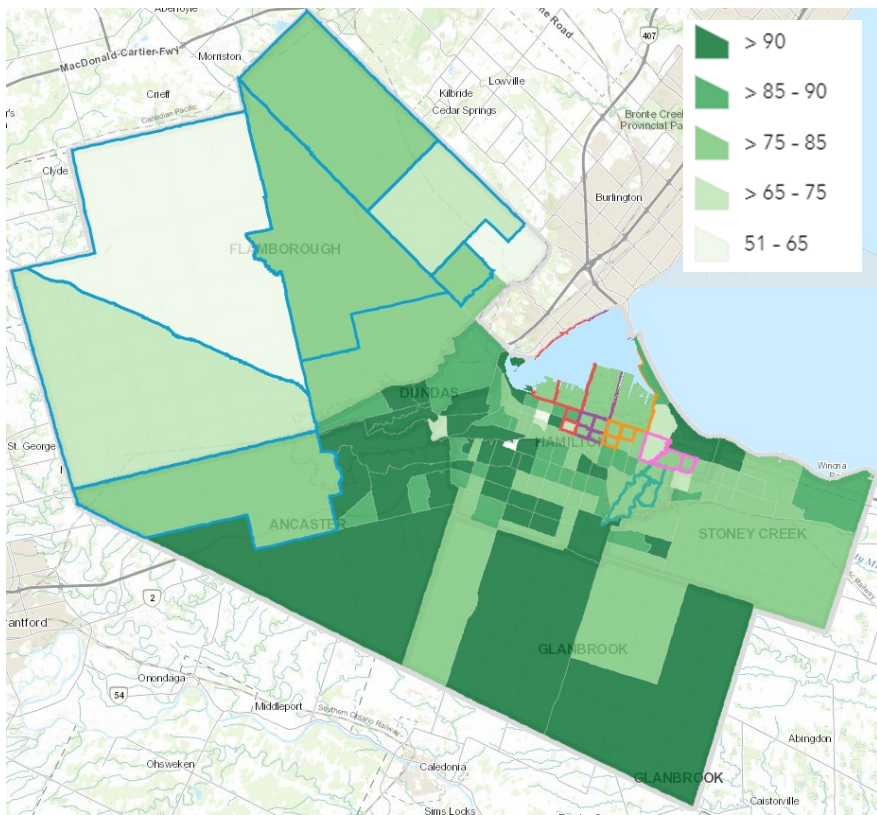 Aberfoyle
MacDonald-Cartier-Fwy
Morriston
407
> 90
Crieff
Lowville
Kilbride
Cedar Springs
> 85 - 90
Canadian Pacific
Bronte Creek
Provincial Pa
> 75 - 85
Clyde
Burlington
> 65 - 75
FLAMBOROUGH
51 - 65
DUNDAS
St. George
HAMILTON
Winona
ANCASTER
STONEY CREEK
2
rantford
GLANBROOK
Onondaga
54
Middleport
Southern Ontario Railway
Abingdon
Ohsweken
Caledonia
GLANBROOK
Caistorville
Sims Locks